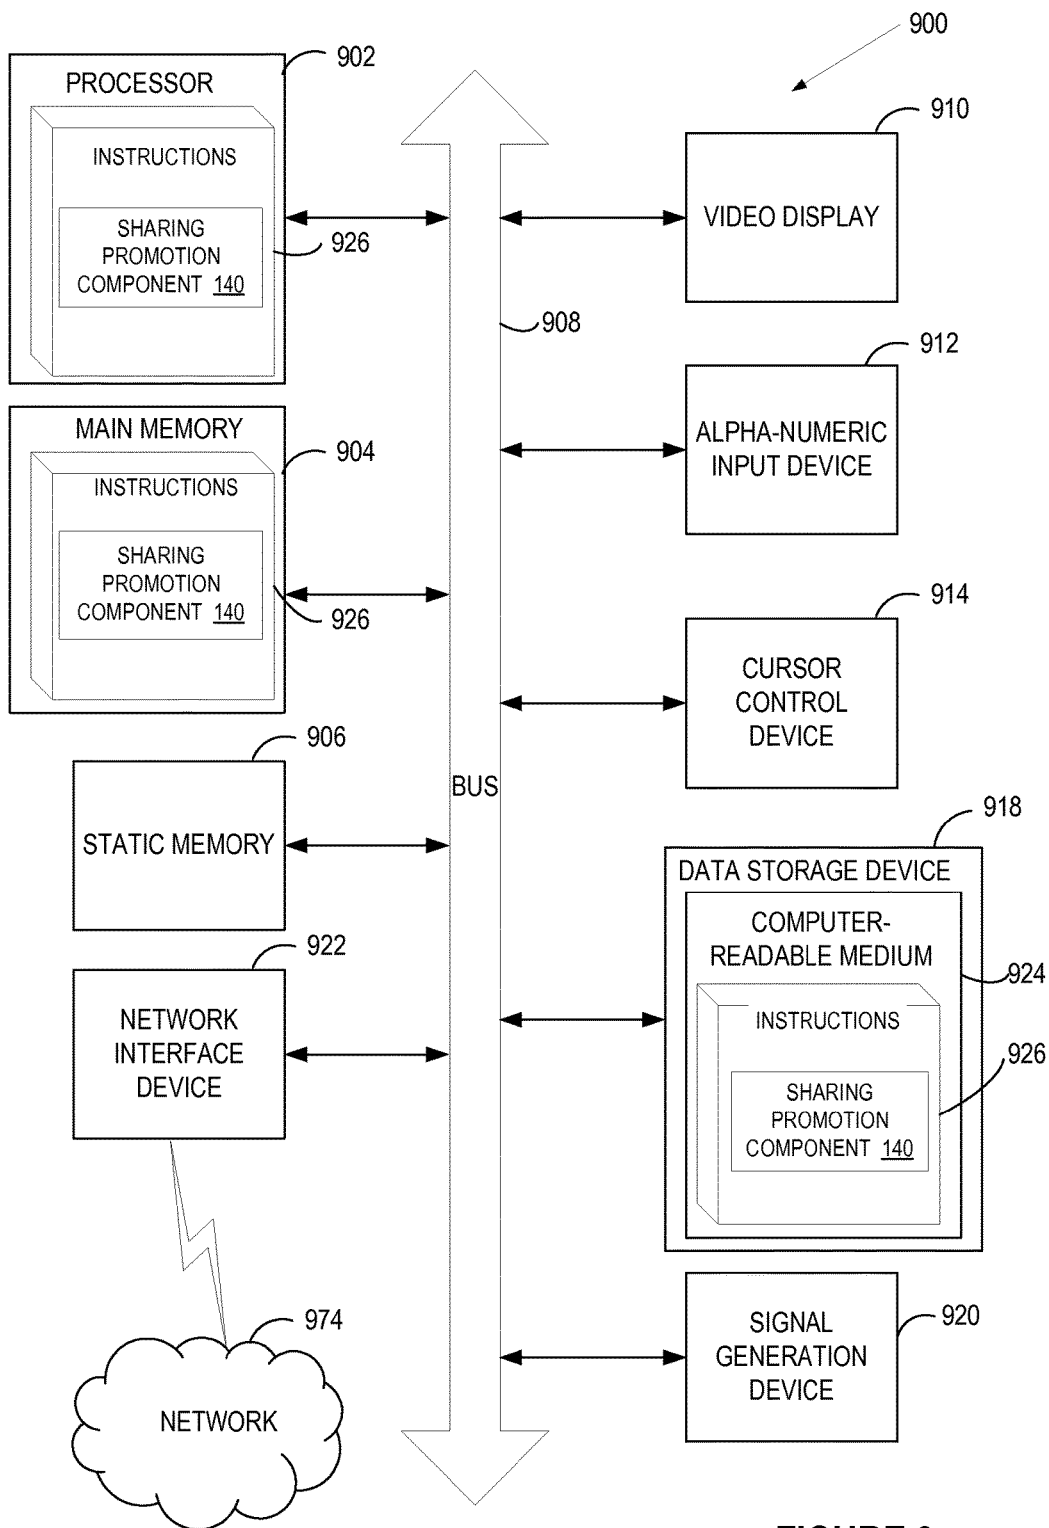 900
902
PROCESSOR
INSTRUCTIONS
SHARING
PROMOTION
COMPONENT 140
926
910
VIDEO DISPLAY
908
912
ALPHA-NUMERIC
INPUT DEVICE
MAIN MEMORY
904
INSTRUCTIONS
SHARING
PROMOTION
COMPONENT 140
926
914
CURSOR
CONTROL
DEVICE
906
STATIC MEMORY
BUS
918
DATA STORAGE DEVICE
COMPUTER-
READABLE MEDIUM
924
INSTRUCTIONS
926
SHARING
PROMOTION
COMPONENT 140
922
NETWORK
INTERFACE
DEVICE
974
NETWORK
920
SIGNAL
GENERATION
DEVICE